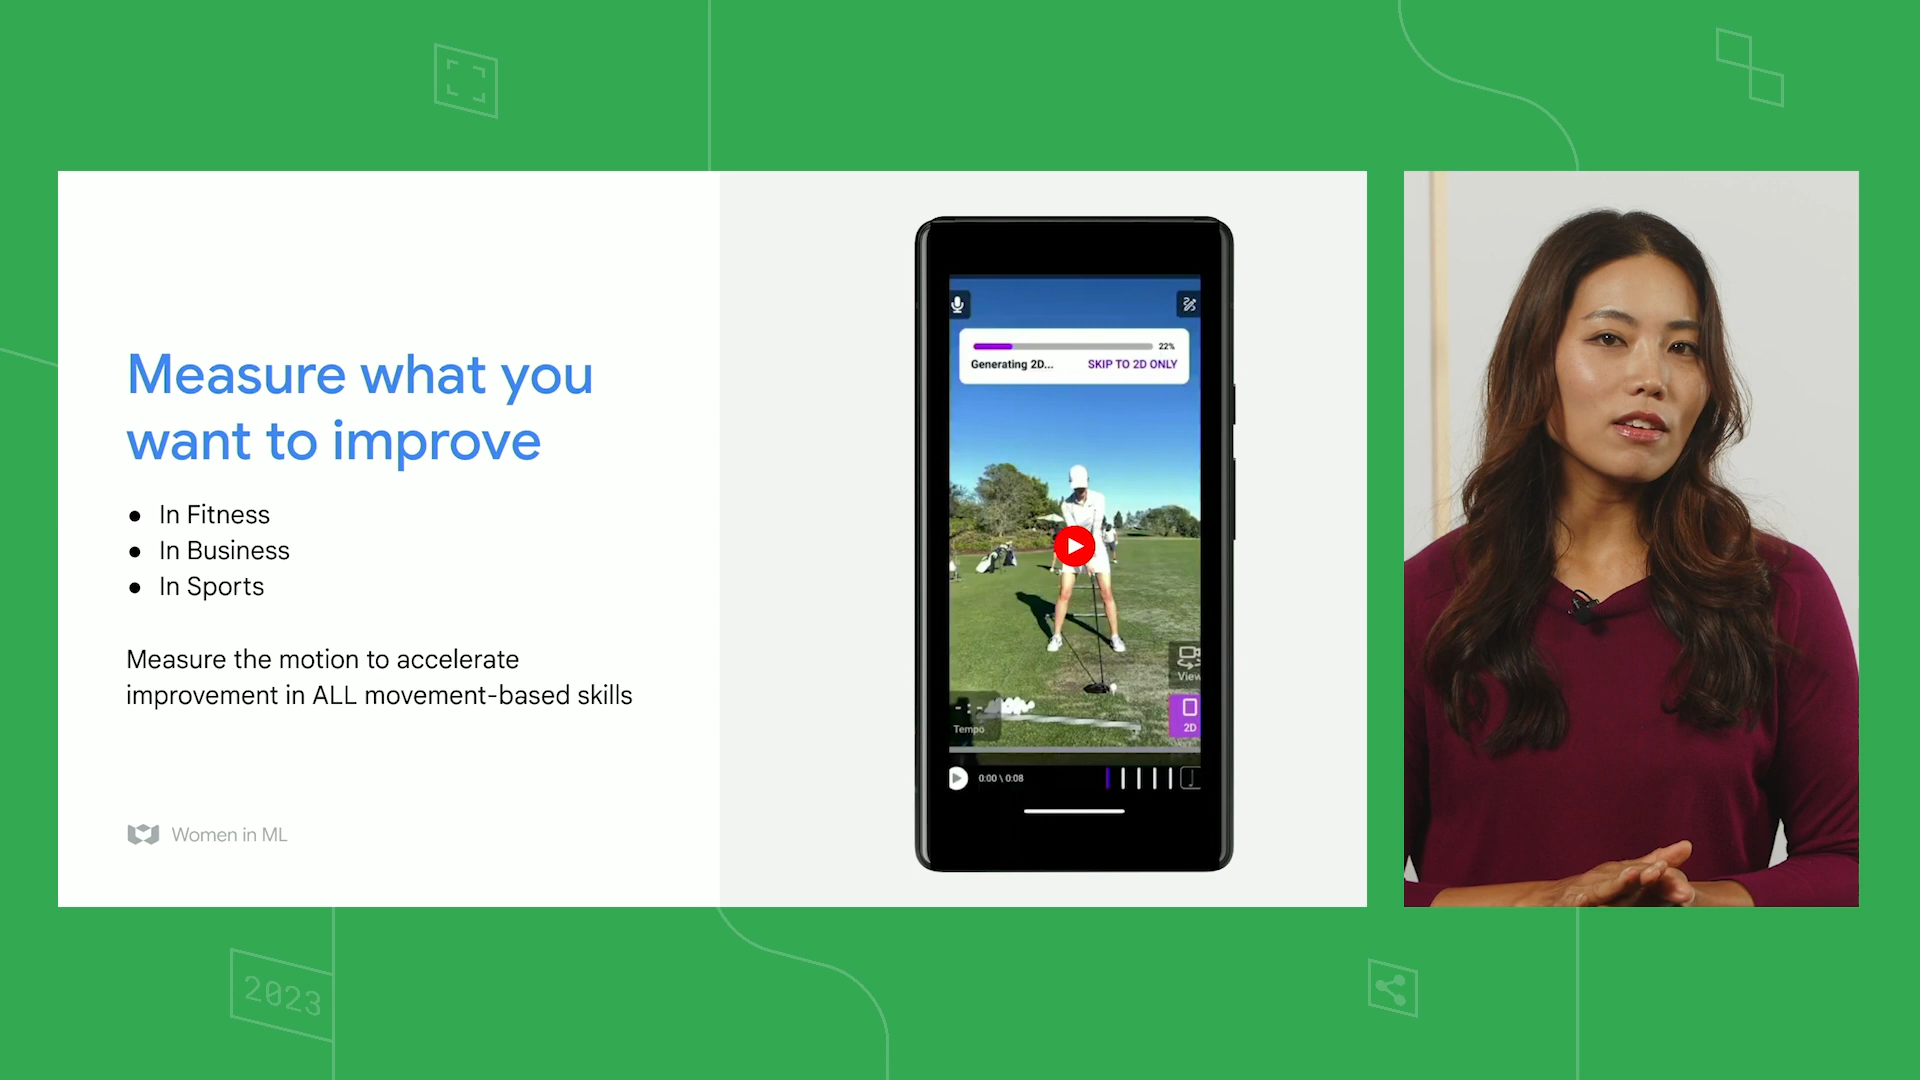 Measure what you
want to improve
● In Fitness
● In Business
● In Sports
Measure the motion to accelerate
improvement in ALL movement-based skills
Women in ML
22%
Generating 2D... SKIP TO 2D ONLY
View
2D
Tempo
0:00 \ 0:08
2023